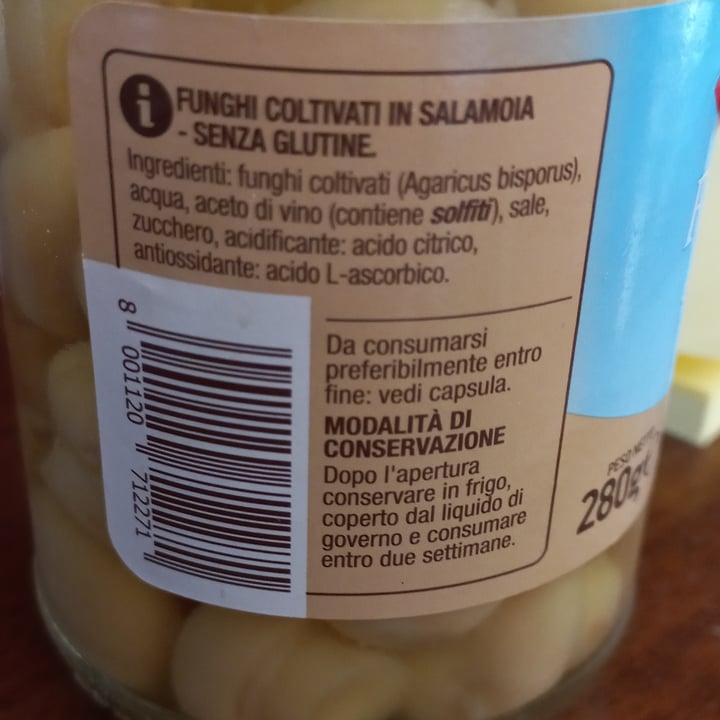 i FUNGHI COLTIVATI IN SALAMOIA
- SENZA GLUTINE.
Ingredienti: funghi coltivati (Agaricus bisporus),
acqua, aceto di vino (contiene solfiti), sale,
zucchero, acidificante: acido citrico,
antiossidante: acido L-ascorbico.
Da consumarsi
preferibilmente entro
fine: vedi capsula.
MODALITÀ DI
CONSERVAZIONE
Dopo l'apertura
conservare in frigo,
coperto dal liquido di
governo e consumare
entro due settimane.
8 001120 712271
PESO NETTO
280g